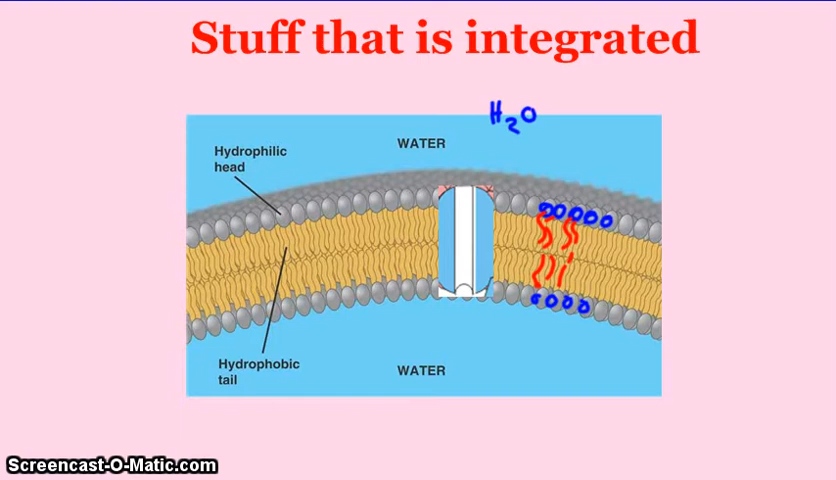 Stuff that is integrated
H2O
WATER
Hydrophilic
head
Hydrophobic
tail
WATER
Screencast-O-Matic.com